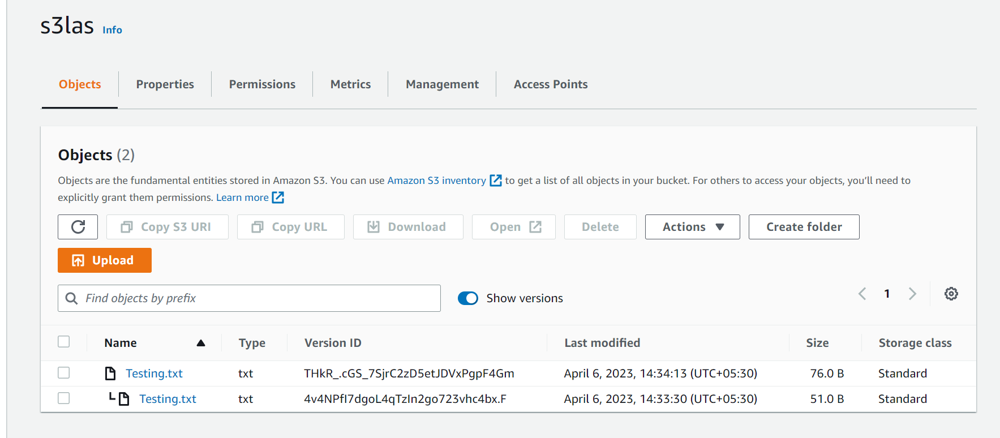 s3las Info
Objects Properties Permissions Metrics Management Access Points
Objects (2)
Objects are the fundamental entities stored in Amazon S3. You can use Amazon S3 inventory to get a list of all objects in your bucket. For others to access your objects, you’ll need to
explicitly grant them permissions. Learn more
Copy S3 URI Copy URL Download Open Delete Actions Create folder
Upload
Find objects by prefix Show versions 1
Name Type Version ID Last modified Size Storage class
Testing.txt txt THkR_.cGS_7SjrC2zD5etJDVxPgpF4Gm April 6, 2023, 14:34:13 (UTC+05:30) 76.0 B Standard
Testing.txt txt 4v4NPfI7dgoL4qTzIn2go723vhc4bx.F April 6, 2023, 14:33:30 (UTC+05:30) 51.0 B Standard